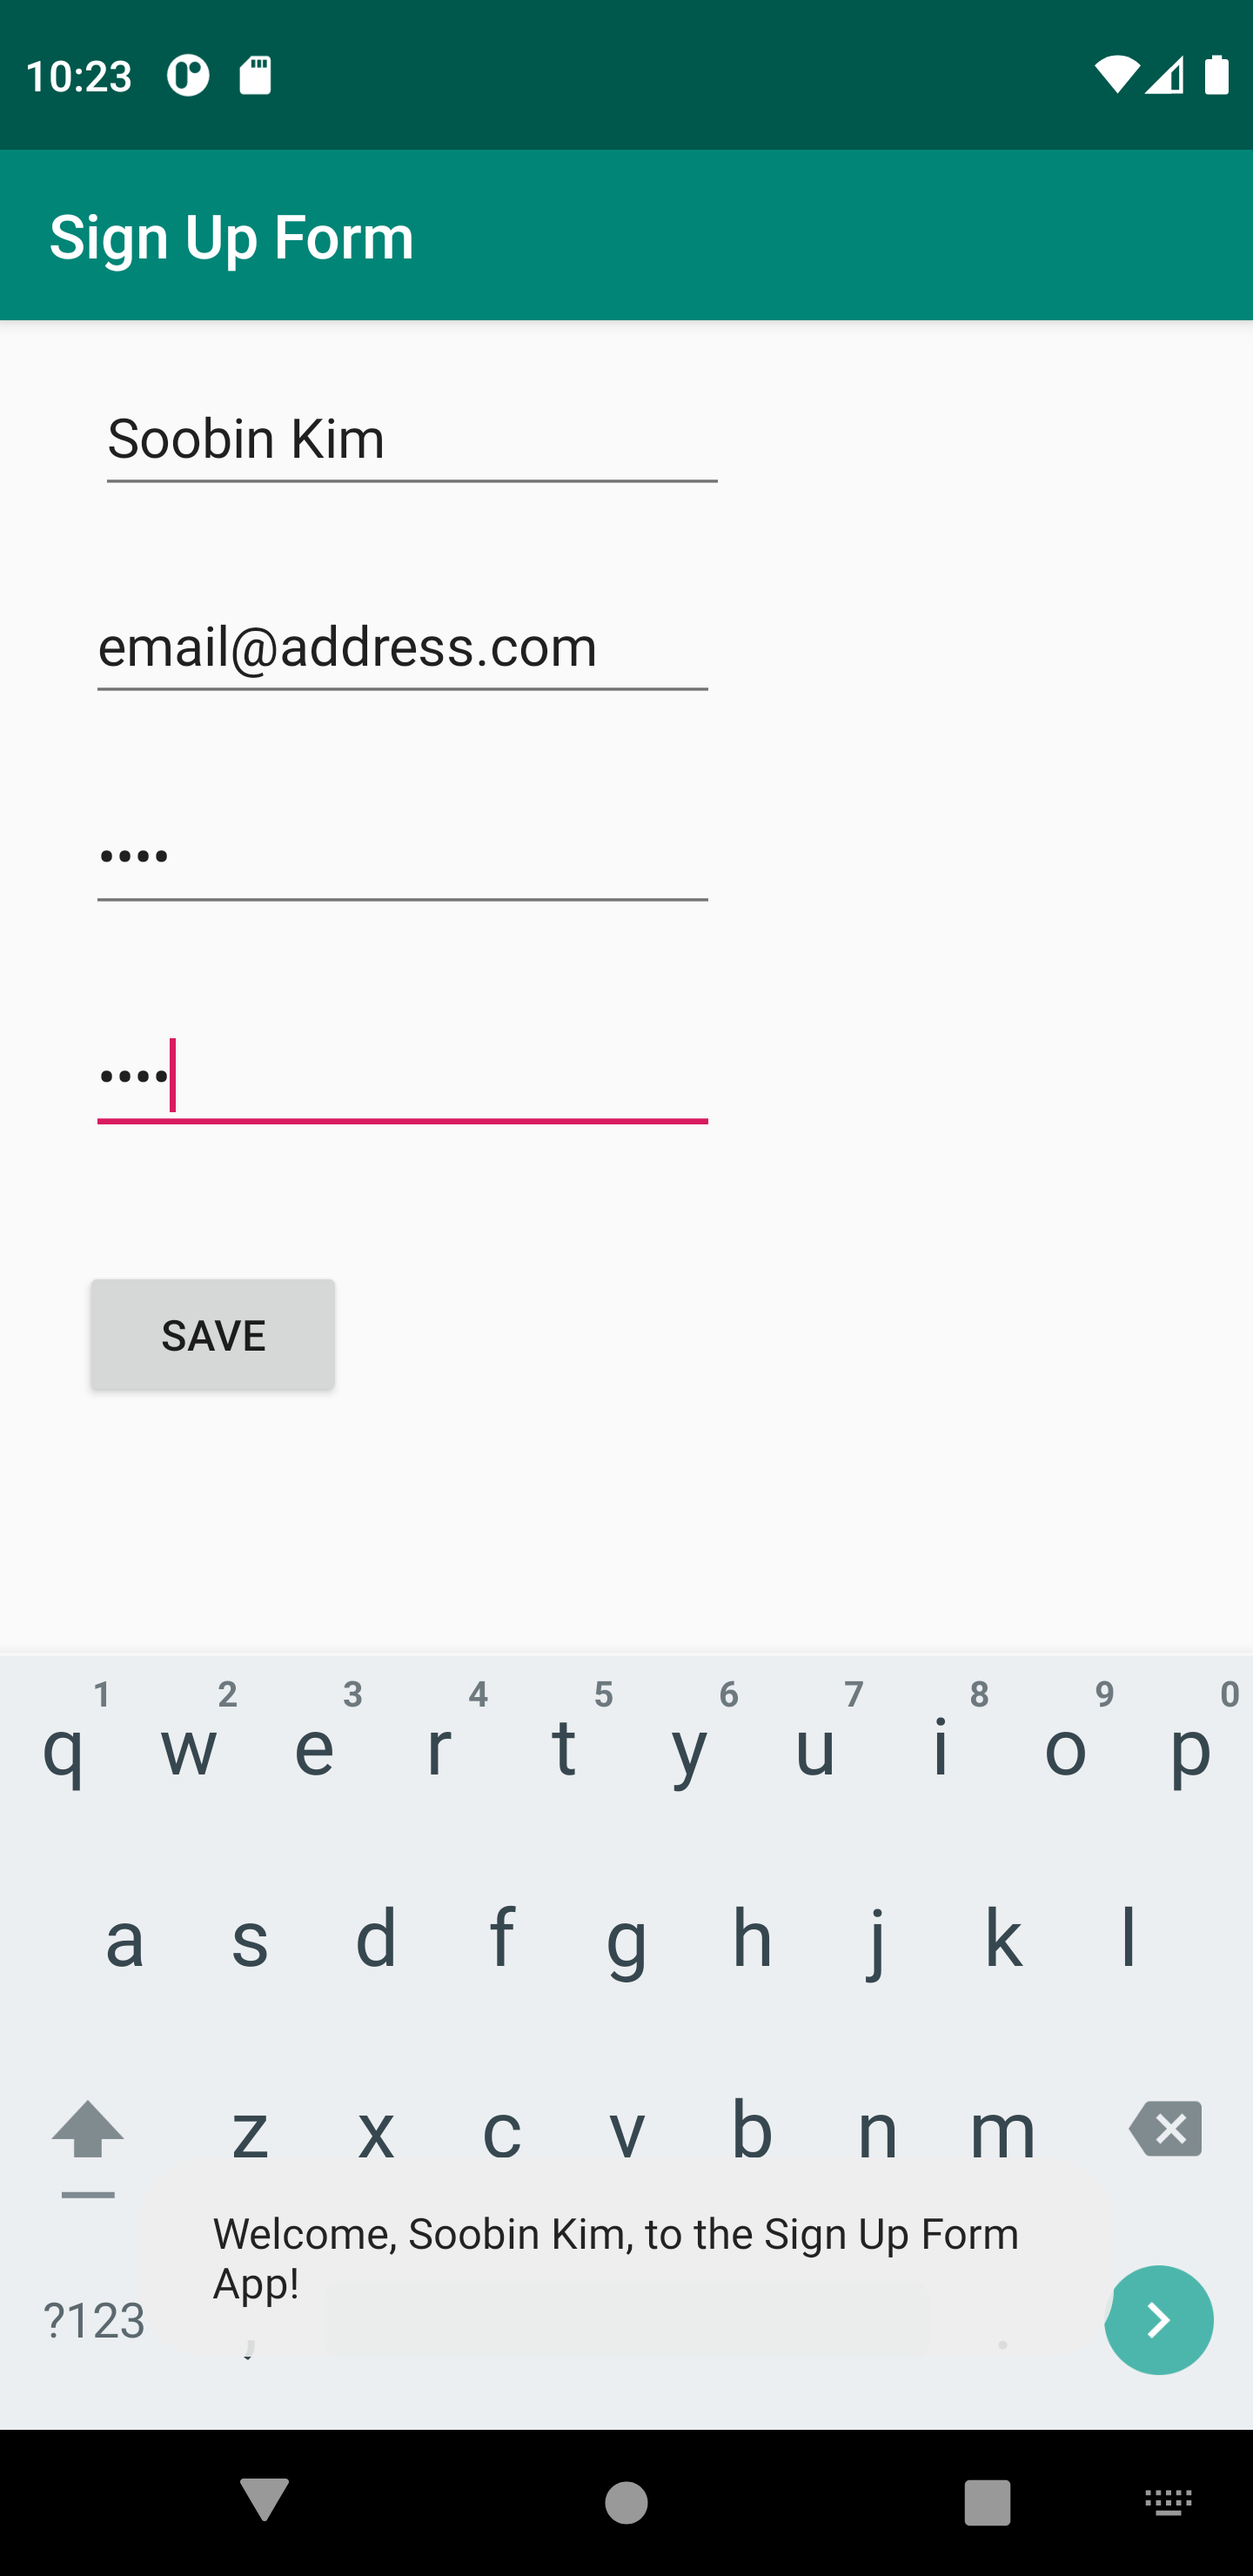 10:23
Sign Up Form
Soobin Kim
email@address.com
••••
••••
SAVE
1 2 3 4 5 6 7 8 9 0
q w e r t y u i o p
a s d f g h j k l
z x c v b n m
Welcome, Soobin Kim, to the Sign Up Form
App!
?123 , .